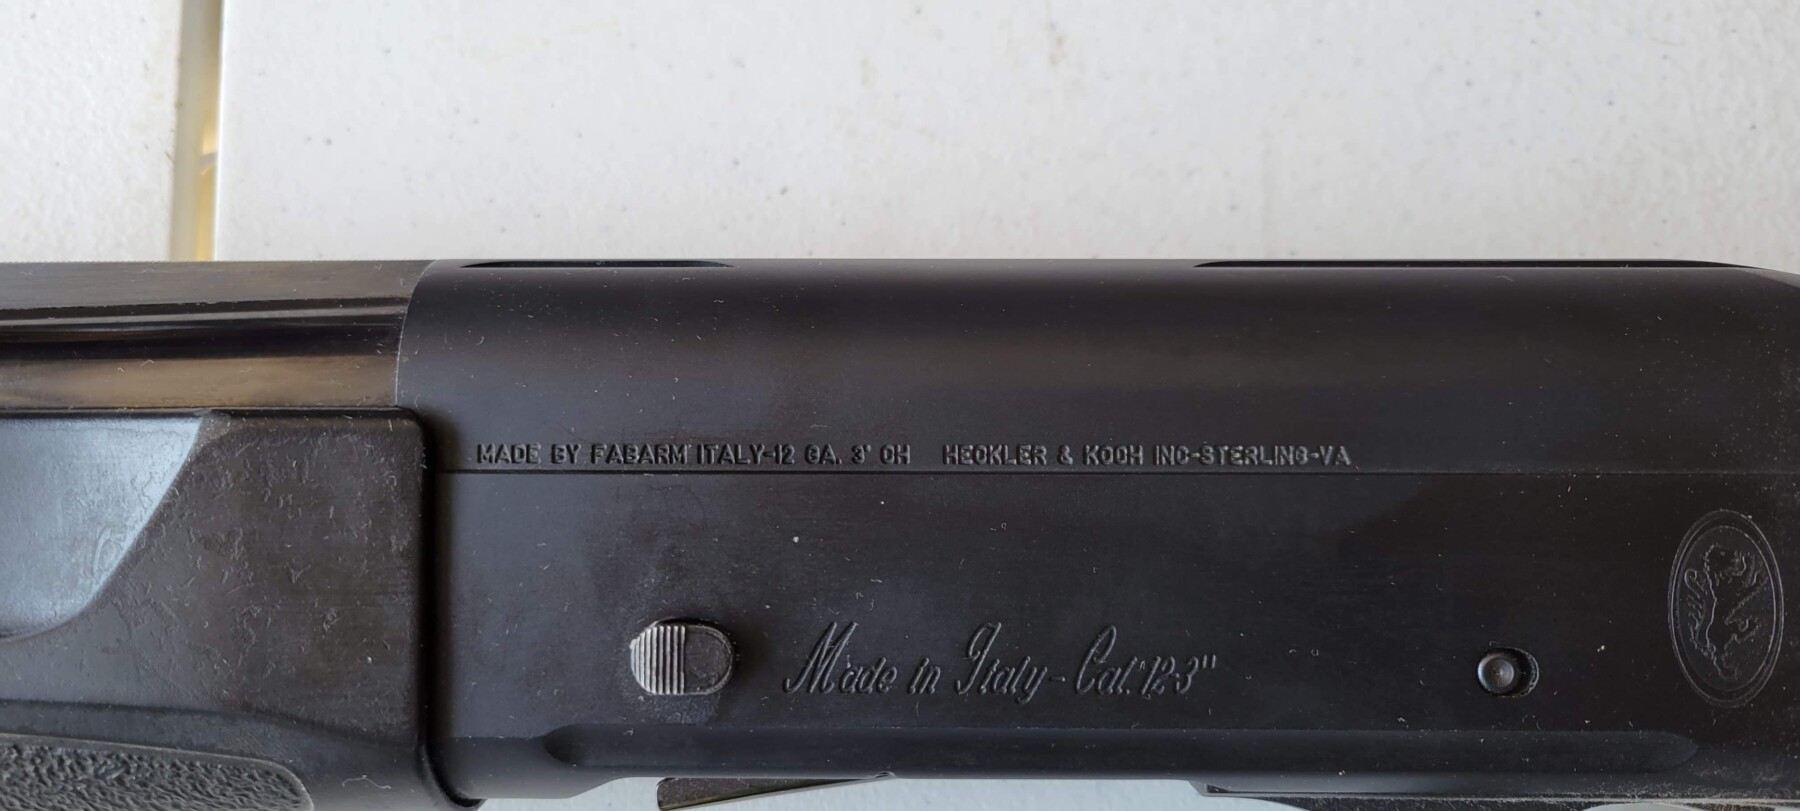 MADE BY FABARM ITALY-12 GA. 3" CH HECKLER & KOCH INC-STERLING-VA
Made in Italy-Cal. 12-3"